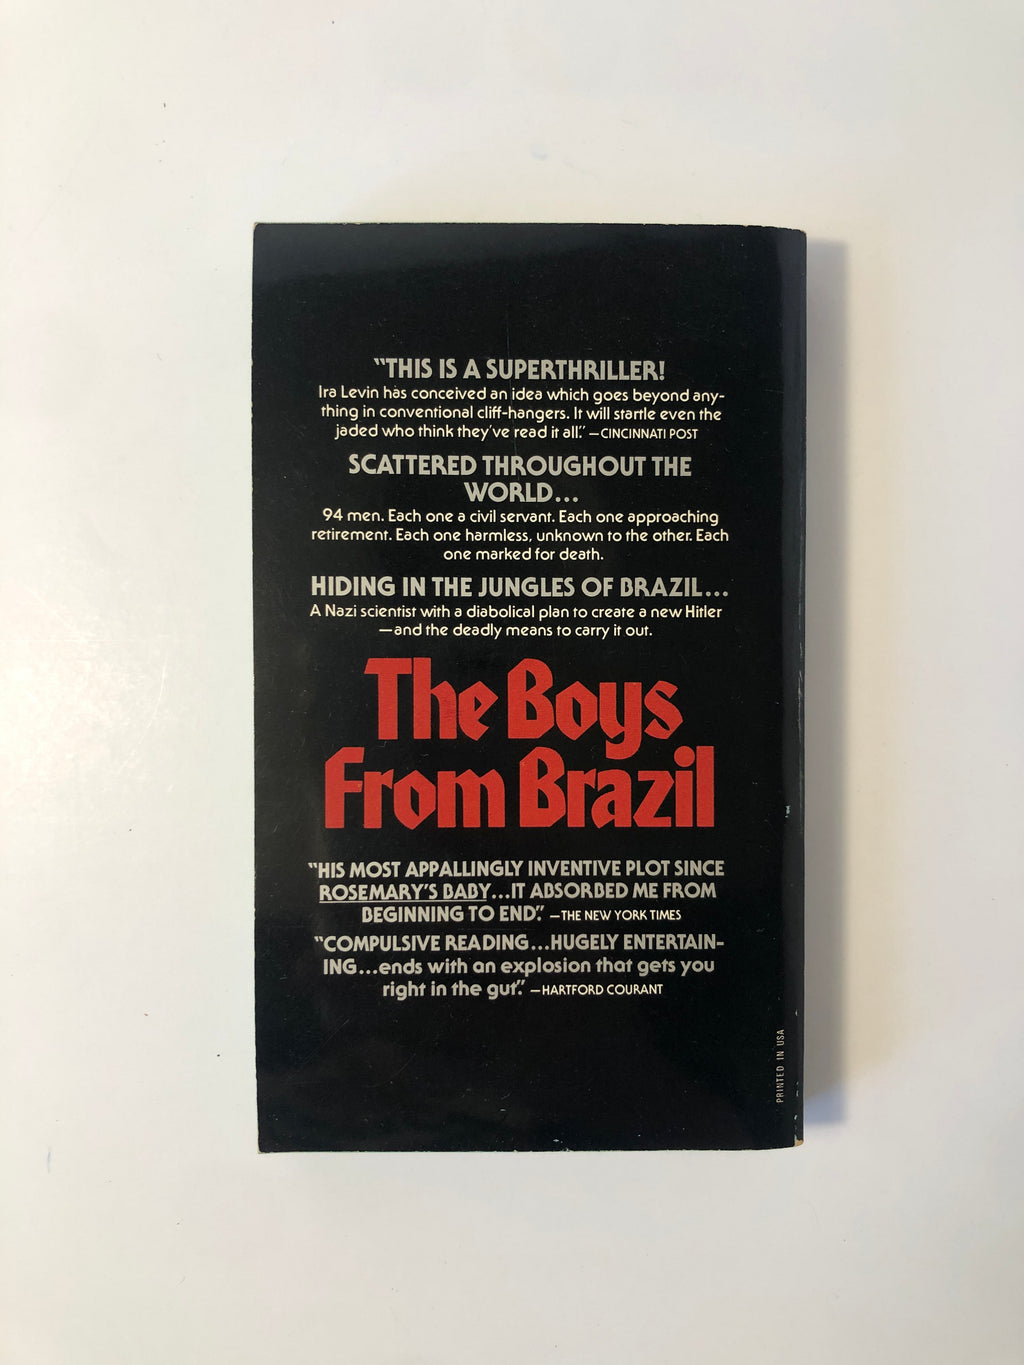 “THIS IS A SUPERTHRILLER!
Ira Levin has conceived an idea which goes beyond any-
thing in conventional cliff-hangers. It will startle even the
jaded who think they've read it all.” —CINCINNATI POST
SCATTERED THROUGHOUT THE
WORLD...
94 men. Each one a civil servant. Each one approaching
retirement. Each one harmless, unknown to the other. Each
one marked for death.
HIDING IN THE JUNGLES OF BRAZIL...
A Nazi scientist with a diabolical plan to create a new Hitler
—and the deadly means to carry it out.
The Boys
From Brazil
“HIS MOST APPALLINGLY INVENTIVE PLOT SINCE
ROSEMARY'S BABY...IT ABSORBED ME FROM
BEGINNING TO END.” —THE NEW YORK TIMES
“COMPULSIVE READING...HUGELY ENTERTAIN-
ING...ends with an explosion that gets you
right in the gut.” —HARTFORD COURANT
PRINTED IN USA